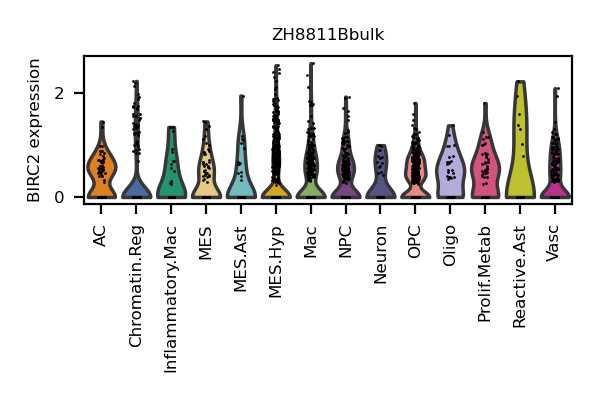 ZH8811Bbulk
BIRC2 expression
2
0
AC
Chromatin.Reg
Inflammatory.Mac
MES
MES.Ast
MES.Hyp
Mac
NPC
Neuron
OPC
Oligo
Prolif.Metab
Reactive.Ast
Vasc